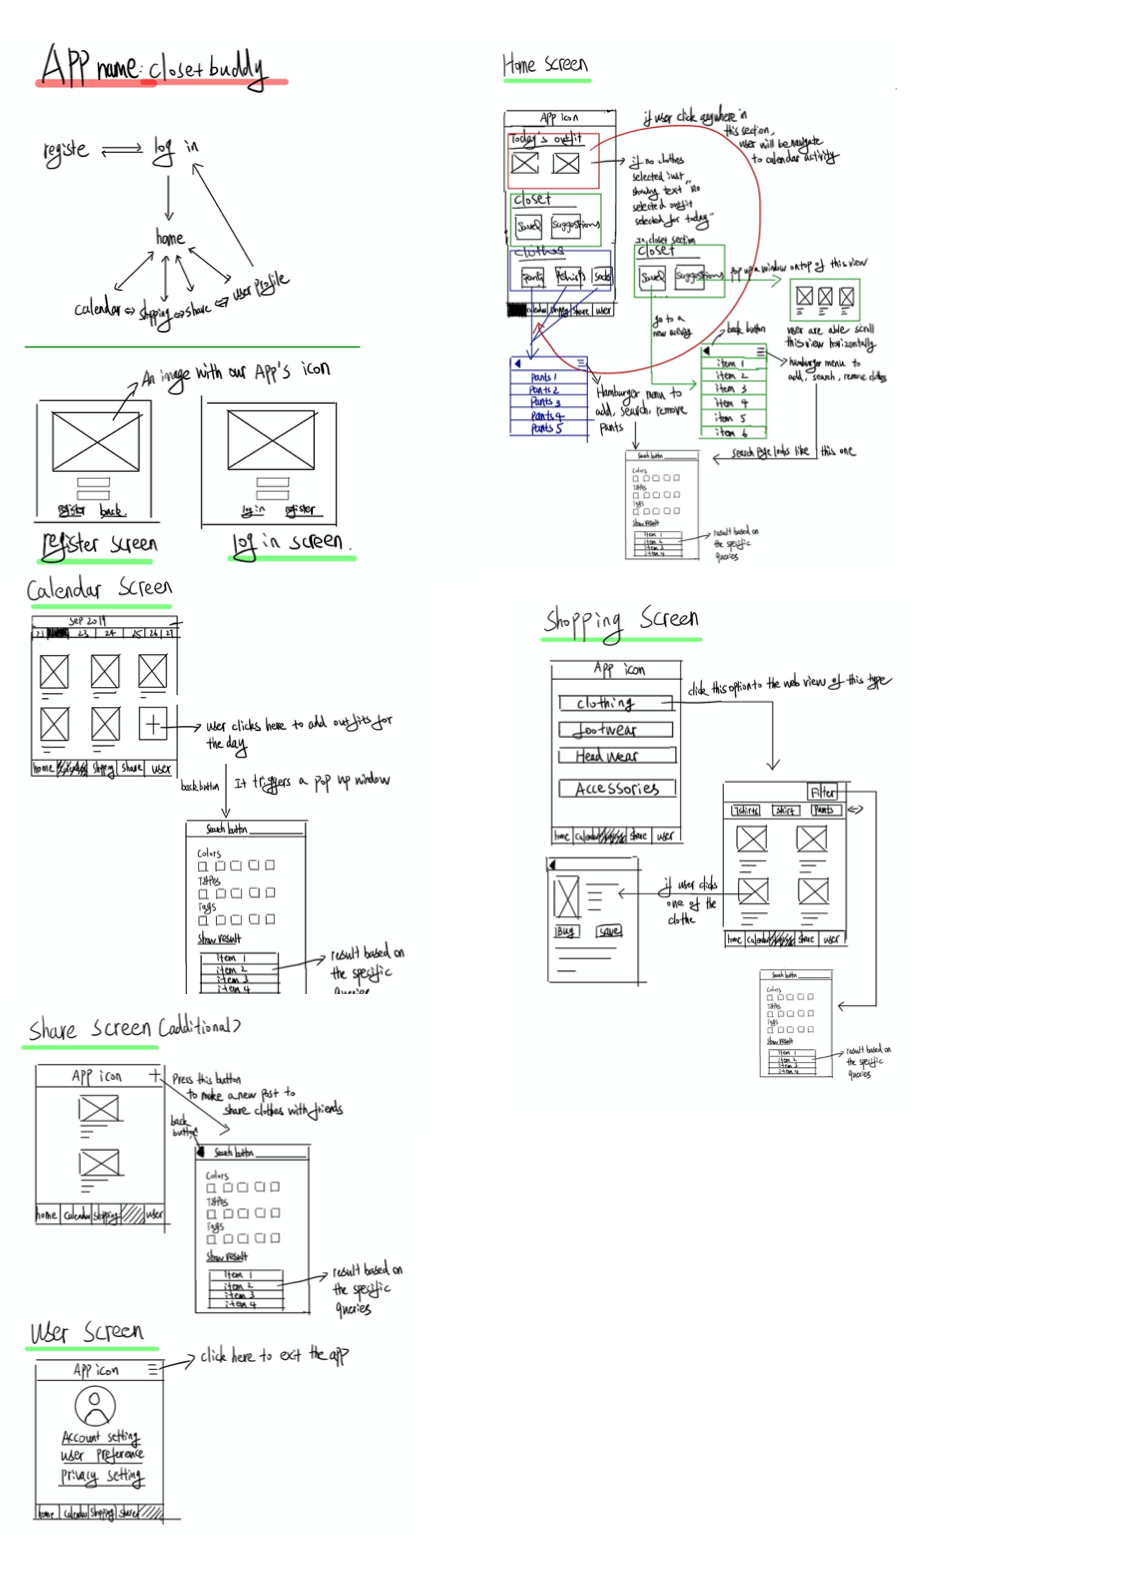 App name: closet buddy
registe
log in
home
calendar
shpping
share
user profile
An image with our App's icon
register back
register screen
log in register
log in screen.
Home Screen
App icon
Today's outfit
closet
Saved
Suggestions
clothes
pants
Tshirts
socks
calendar
share
user
if user click anywhere in
this section,
user will be navigate
to calendar activity
if no clothes
selected just
showing text "No
selected outfit
selected for today"
In closet section
closet
Saved
Suggestions
Pop up a window on top of this view
user are able scroll
this view horizontally
go to a
new activity
back button
item 1
item 2
item 3
item 4
item 5
item 6
hamburger menu to
add, search, remove clothes
pants 1
pants 2
pants 3
pants 4
pants 5
Hamburger menu to
add, search, remove
pants
search page looks like this one
Search button
Colors
Types
Tags
Show result
item 1
item 2
item 3
item 4
result based on
the specific
queries
Calendar Screen
Sep 2019
21 23 24 25 26 27
home
shpping
share
user
user clicks here to add outfits for
the day
back button
It triggers a pop up window
Search button
Colors
Types
Tags
Show result
item 1
item 2
item 3
item 4
result based on
the specific
queries
Shopping Screen
App icon
clothing
footwear
Head wear
Accessories
home
calendar
share
user
click this option to the web view of this type
Filter
Tshirts
skirt
Pants
home
calendar
share
user
if user clicks
one of the
clothe
Buy
save
Search button
Colors
Types
Tags
Show result
item 1
item 2
item 3
item 4
result based on
the specific
queries
Share Screen (additional)
APP icon +
Press this button
to make a new post to
share clothes with friends
home
calendar
shpping
user
back
button
Search button
Colors
Types
Tags
Show result
item 1
item 2
item 3
item 4
result based on
the specific
queries
User Screen
APP icon
click here to exit the app
Account setting
user preference
privacy setting
home
calendar
shopping
share